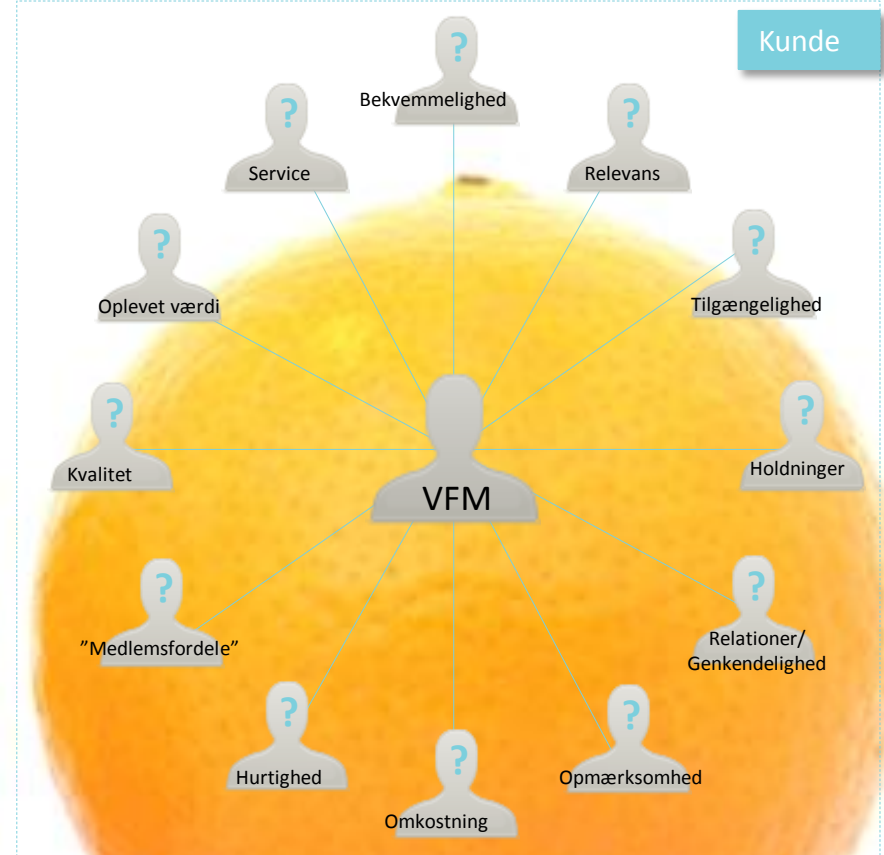 Kunde
?
Bekvemmelighed
?
Service
?
Relevans
?
Oplevet værdi
?
Tilgængelighed
?
Kvalitet
VFM
?
Holdninger
?
”Medlemsfordele”
?
Relationer/
Genkendelighed
?
Hurtighed
?
Omkostning
?
Opmærksomhed